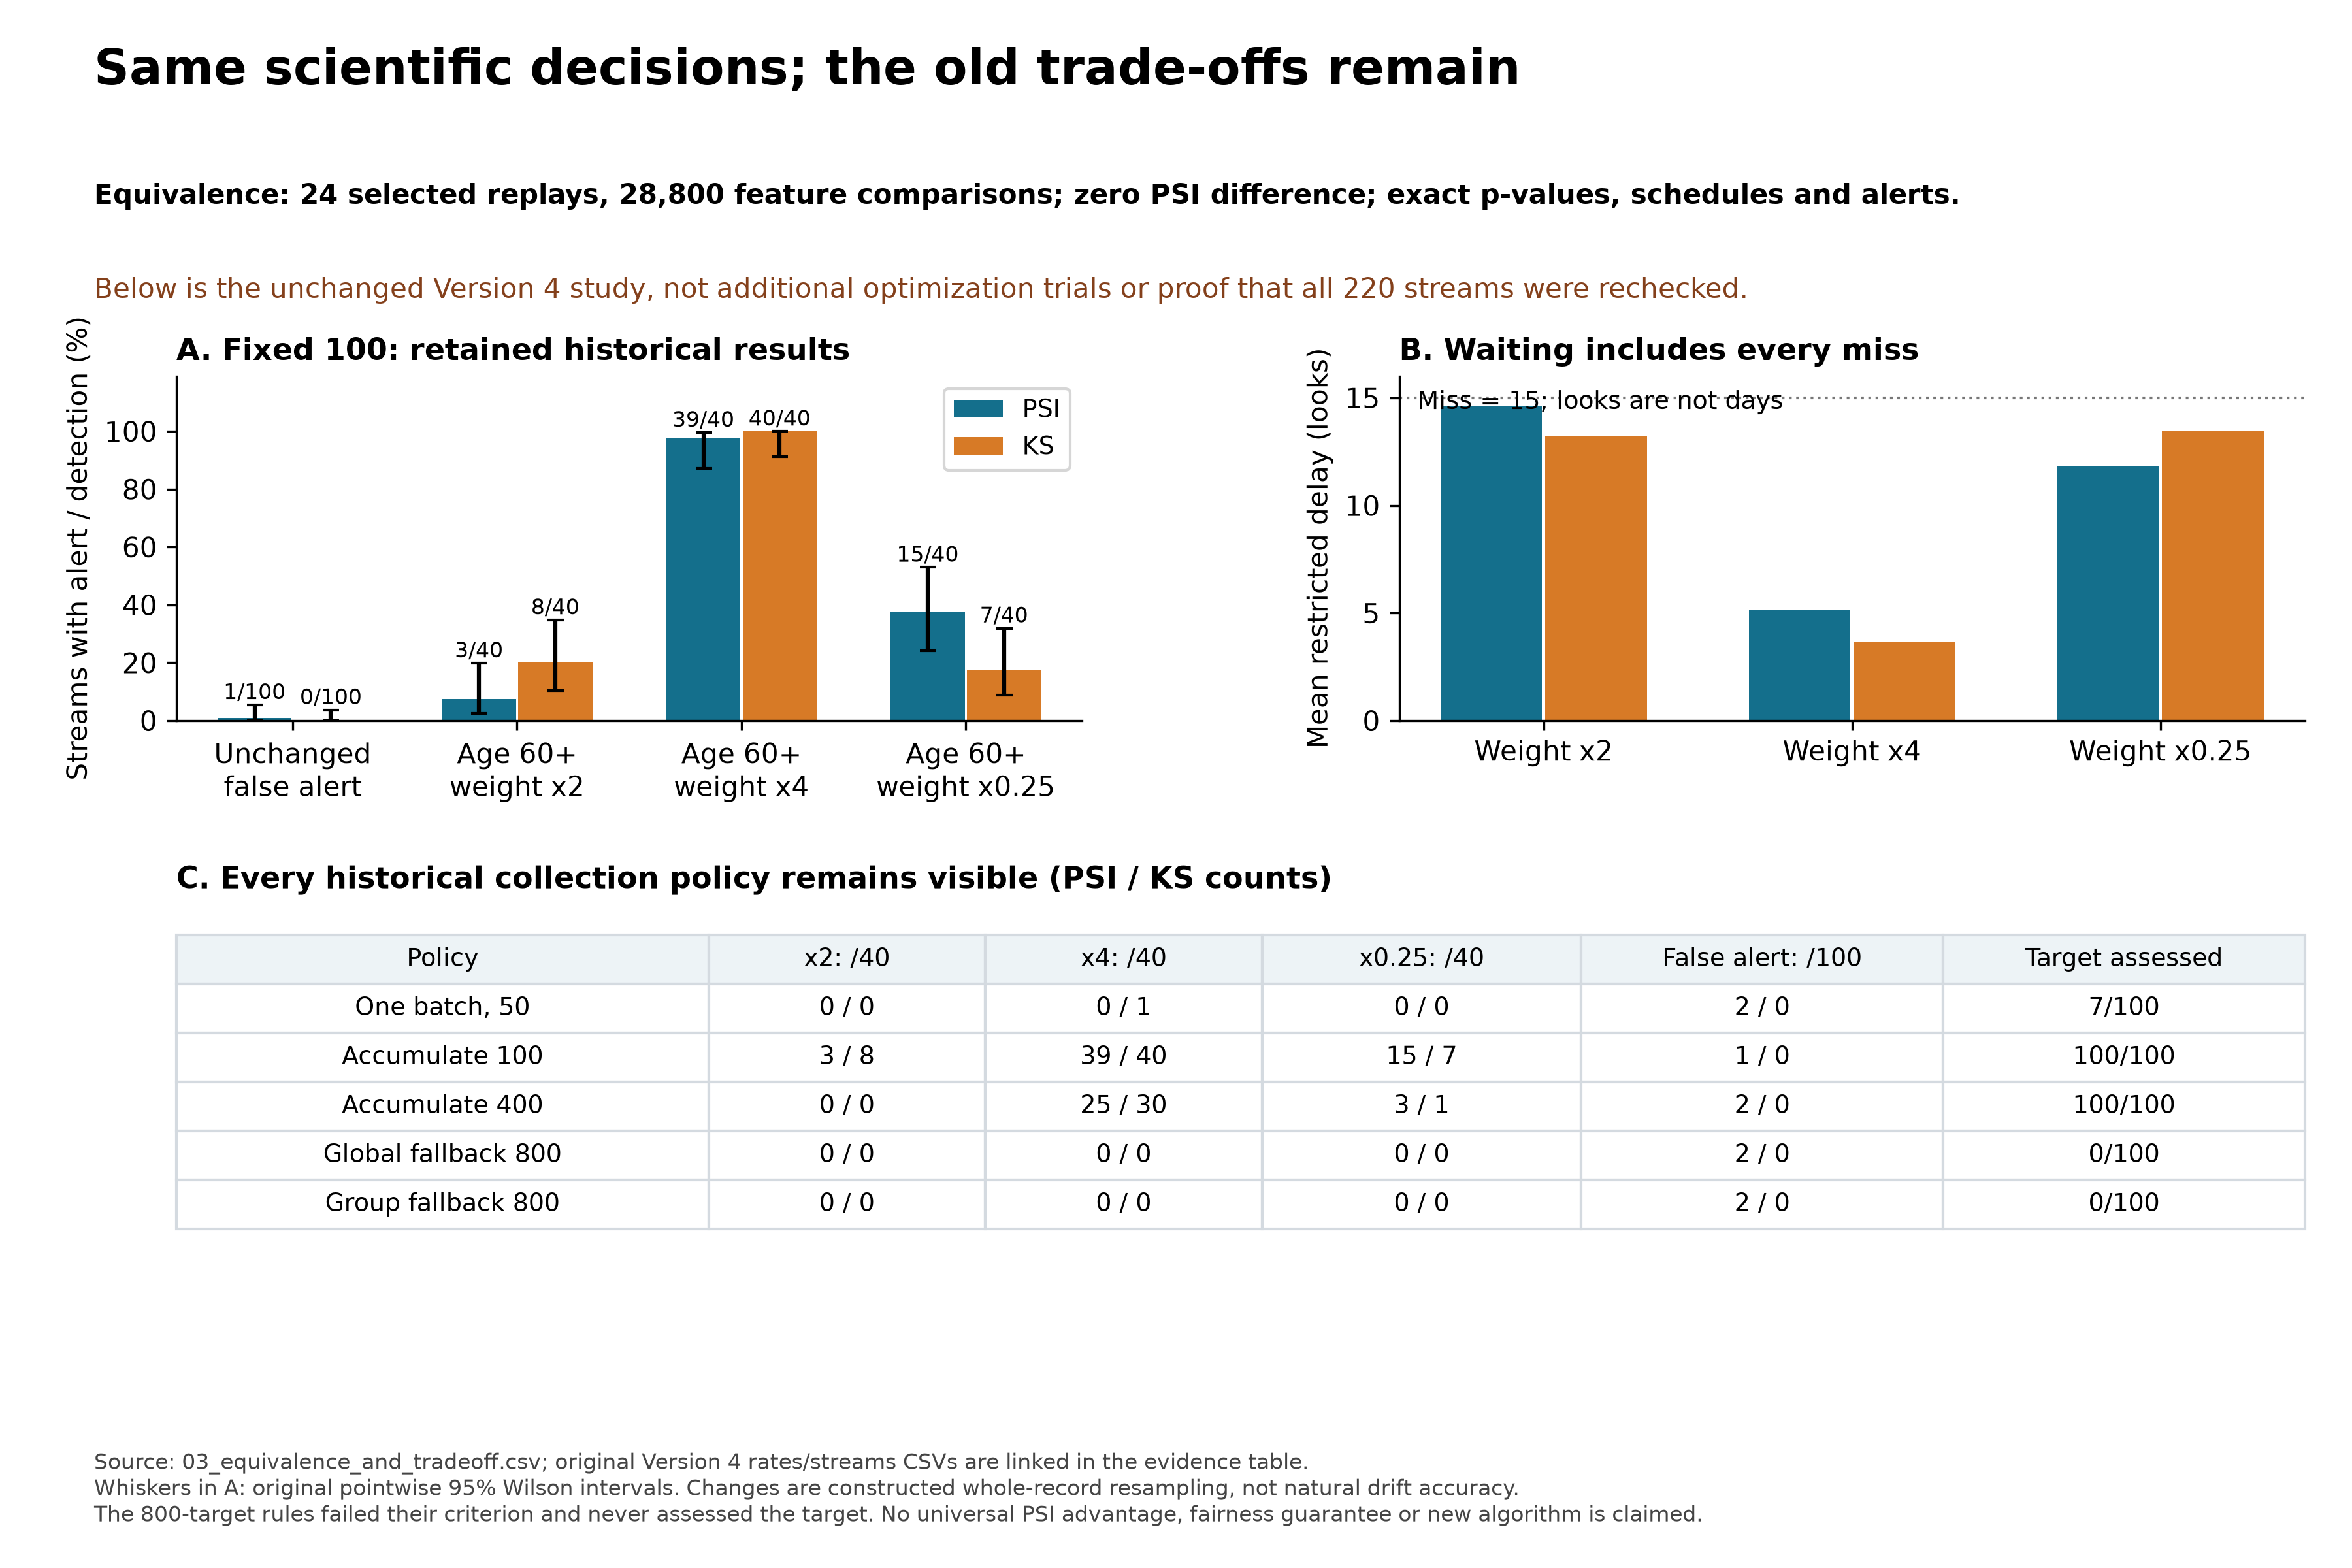 Same scientific decisions; the old trade-offs remain
Equivalence: 24 selected replays, 28,800 feature comparisons; zero PSI difference; exact p-values, schedules and alerts.
Below is the unchanged Version 4 study, not additional optimization trials or proof that all 220 streams were rechecked.
A. Fixed 100: retained historical results
Streams with alert / detection (%)
100
80
60
40
20
0
1/100
0/100
3/40
8/40
39/40
40/40
15/40
7/40
PSI
KS
Unchanged
false alert
Age 60+
weight x2
Age 60+
weight x4
Age 60+
weight x0.25
B. Waiting includes every miss
Mean restricted delay (looks)
15
10
5
0
Miss = 15; looks are not days
Weight x2
Weight x4
Weight x0.25
C. Every historical collection policy remains visible (PSI / KS counts)
Policy x2: /40 x4: /40 x0.25: /40 False alert: /100 Target assessed
One batch, 50 0 / 0 0 / 1 0 / 0 2 / 0 7/100
Accumulate 100 3 / 8 39 / 40 15 / 7 1 / 0 100/100
Accumulate 400 0 / 0 25 / 30 3 / 1 2 / 0 100/100
Global fallback 800 0 / 0 0 / 0 0 / 0 2 / 0 0/100
Group fallback 800 0 / 0 0 / 0 0 / 0 2 / 0 0/100
Source: 03_equivalence_and_tradeoff.csv; original Version 4 rates/streams CSVs are linked in the evidence table.
Whiskers in A: original pointwise 95% Wilson intervals. Changes are constructed whole-record resampling, not natural drift accuracy.
The 800-target rules failed their criterion and never assessed the target. No universal PSI advantage, fairness guarantee or new algorithm is claimed.